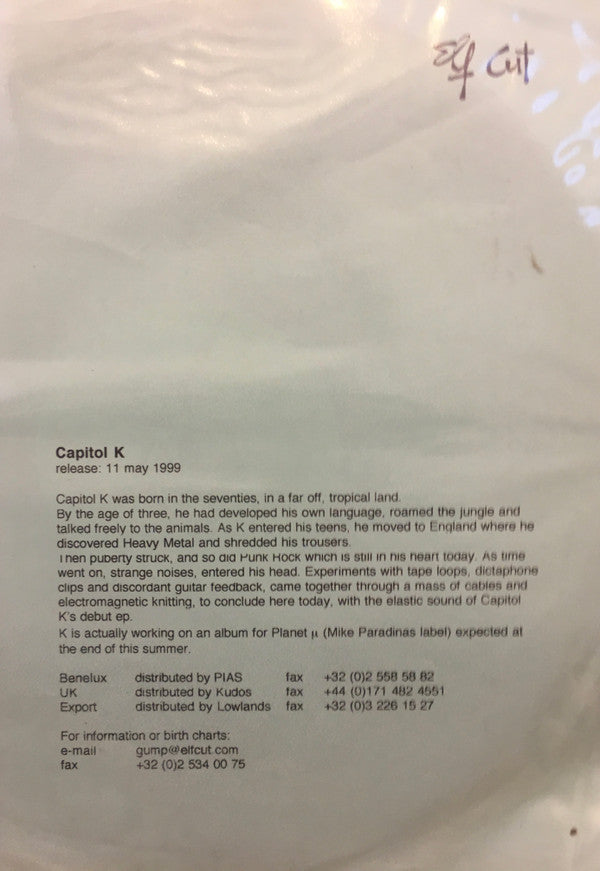 Elf Cut
Capitol K
release: 11 may 1999
Capitol K was born in the seventies, in a far off, tropical land.
By the age of three, he had developed his own language, roamed the jungle and
talked freely to the animals. As K entered his teens, he moved to England where he
discovered Heavy Metal and shredded his trousers.
Then puberty struck, and so did Punk Rock which is still in his heart today. As time
went on, strange noises, entered his head. Experiments with tape loops, dictaphone
clips and discordant guitar feedback, came together through a mass of cables and
electromagnetic knitting, to conclude here today, with the elastic sound of Capitol
K's debut ep.
K is actually working on an album for Planet µ (Mike Paradinas label) expected at
the end of this summer.
Benelux distributed by PIAS fax +32 (0)2 558 58 82
UK distributed by Kudos fax +44 (0)171 482 4551
Export distributed by Lowlands fax +32 (0)3 226 15 27
For information or birth charts:
e-mail gump@elfcut.com
fax +32 (0)2 534 00 75